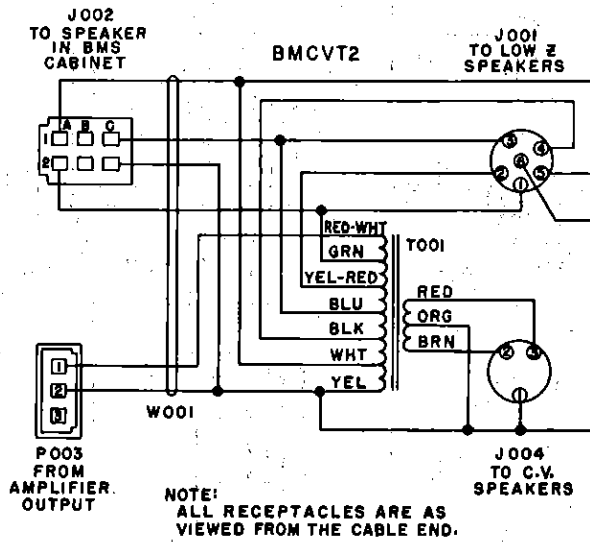 J002
TO SPEAKER
IN BMS
CABINET
BMCVT2
J001
TO LOW Z
SPEAKERS
A B C
1
2
3
4
6
2
5
1
RED-WHT
GRN
YEL-RED
BLU
BLK
WHT
YEL
T001
RED
ORG
BRN
2
3
1
1
2
3
W001
P003
FROM
AMPLIFIER
OUTPUT
J004
TO C.V.
SPEAKERS
NOTE:
ALL RECEPTACLES ARE AS
VIEWED FROM THE CABLE END.